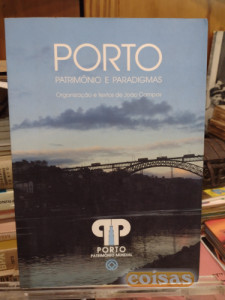 PORTO
PATRIMÓNIO E PARADIGMAS
Organização e textos de João Campos
PORTO
PATRIMÓNIO MUNDIAL
coisas